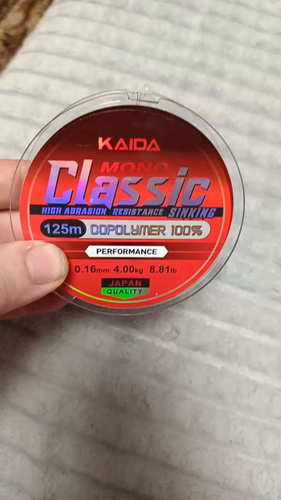 KAIDA
MONO
Classic
HIGH ABRASION RESISTANCE SINKING
125m COPOLYMER 100%
PERFORMANCE
0.16mm 4.00kg 8.81lb
JAPAN
QUALITY